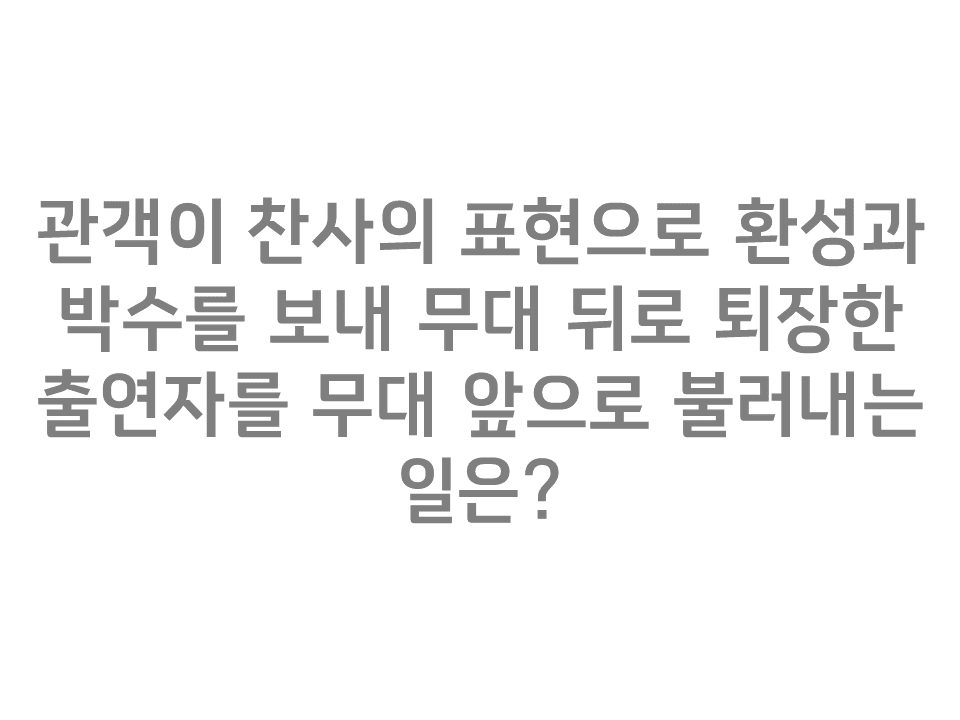 관객이 찬사의 표현으로 환성과
박수를 보내 무대 뒤로 퇴장한
출연자를 무대 앞으로 불러내는
일은?